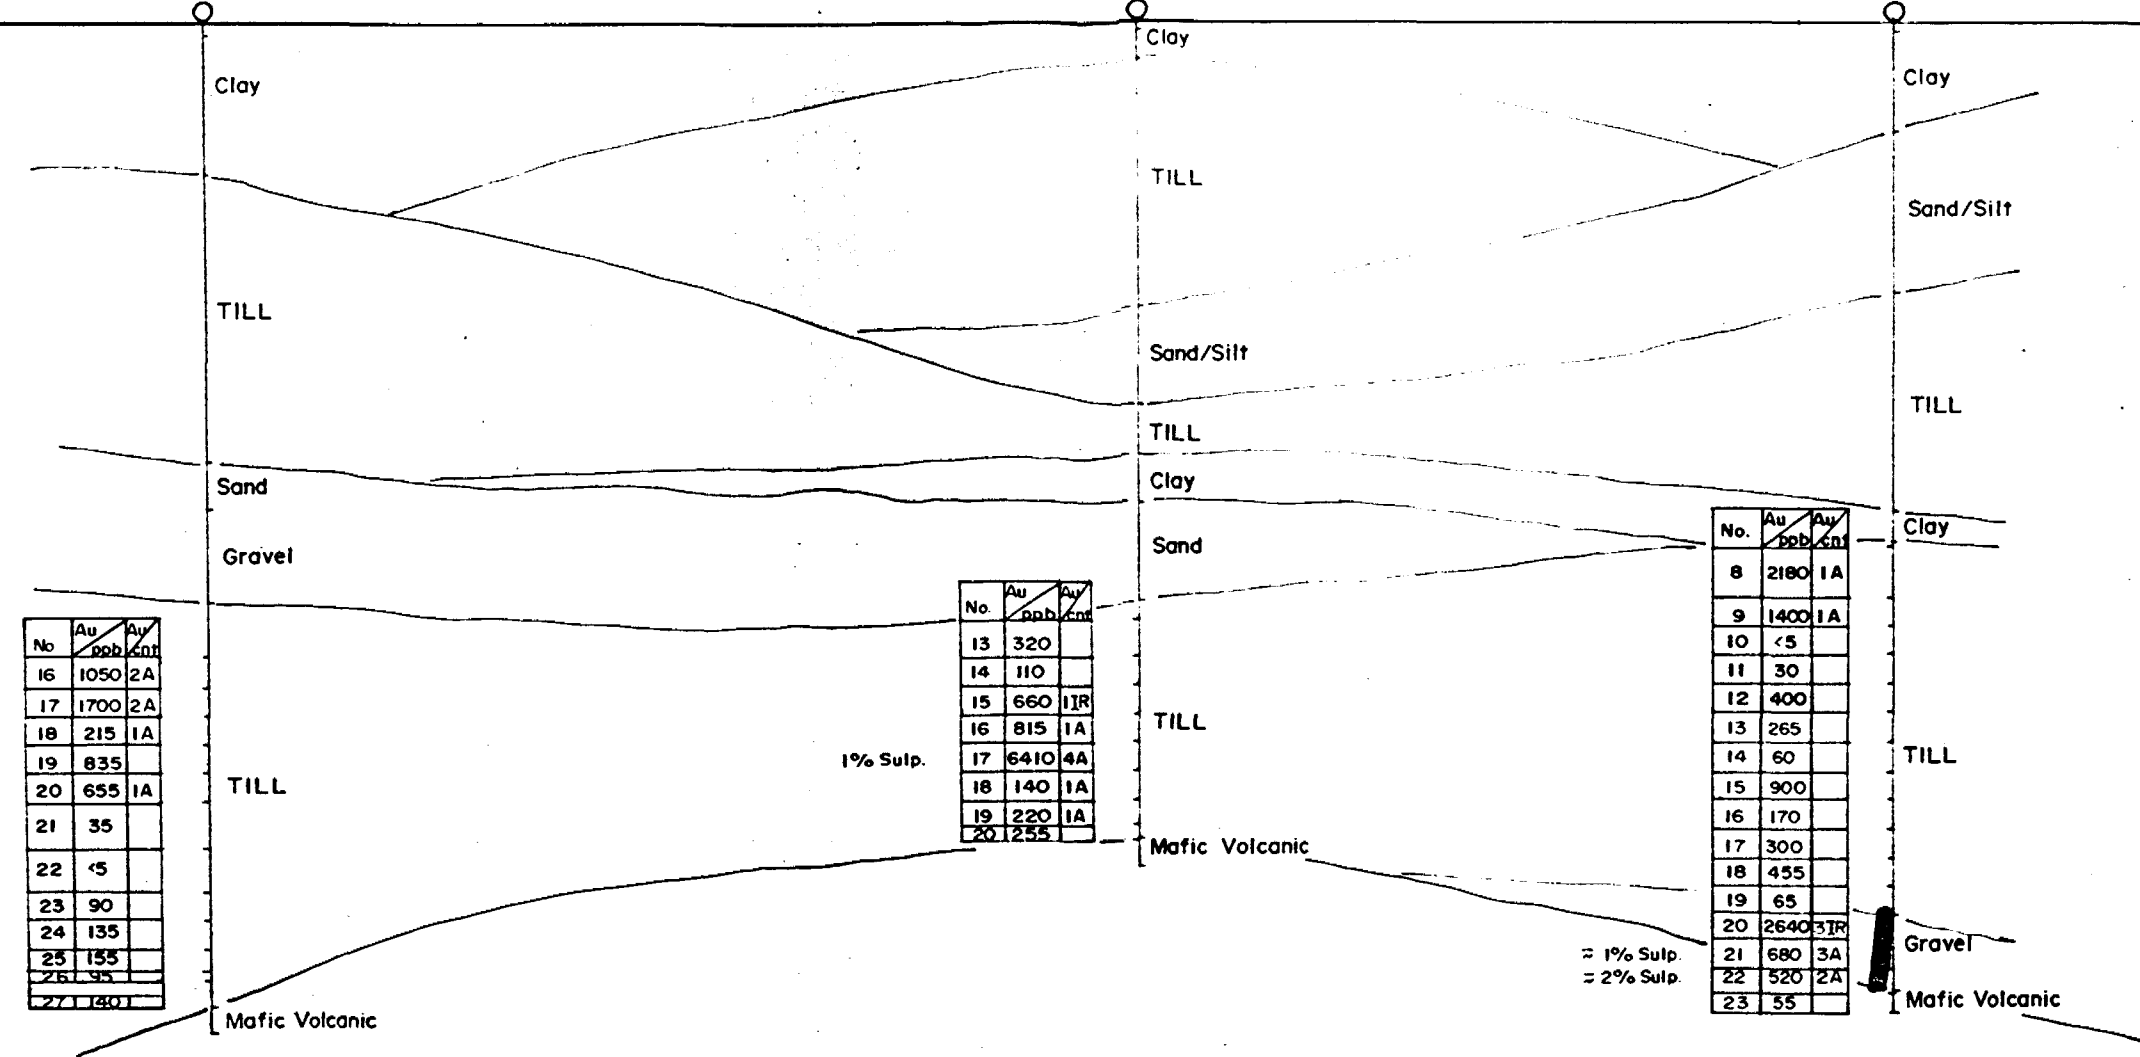 Clay
TILL
Sand
Gravel
TILL
Mafic Volcanic
No Au ppb Au cnt
16 1050 2A
17 1700 2A
18 215 1A
19 835
20 655 1A
21 35
22 <5
23 90
24 135
25 155
26 95
27 140
Clay
TILL
Sand/Silt
TILL
Clay
Sand
TILL
Mafic Volcanic
No. Au ppb Au cnt
13 320
14 110
15 660 1IR
16 815 1A
1% Sulp. 17 6410 4A
18 140 1A
19 220 1A
20 255
Clay
Sand/Silt
TILL
Clay
TILL
Gravel
Mafic Volcanic
No. Au ppb Au cnt
8 2180 1A
9 1400 1A
10 <5
11 30
12 400
13 265
14 60
15 900
16 170
17 300
18 455
19 65
20 2640 3IR
≈ 1% Sulp. 21 680 3A
≈ 2% Sulp. 22 520 2A
23 55